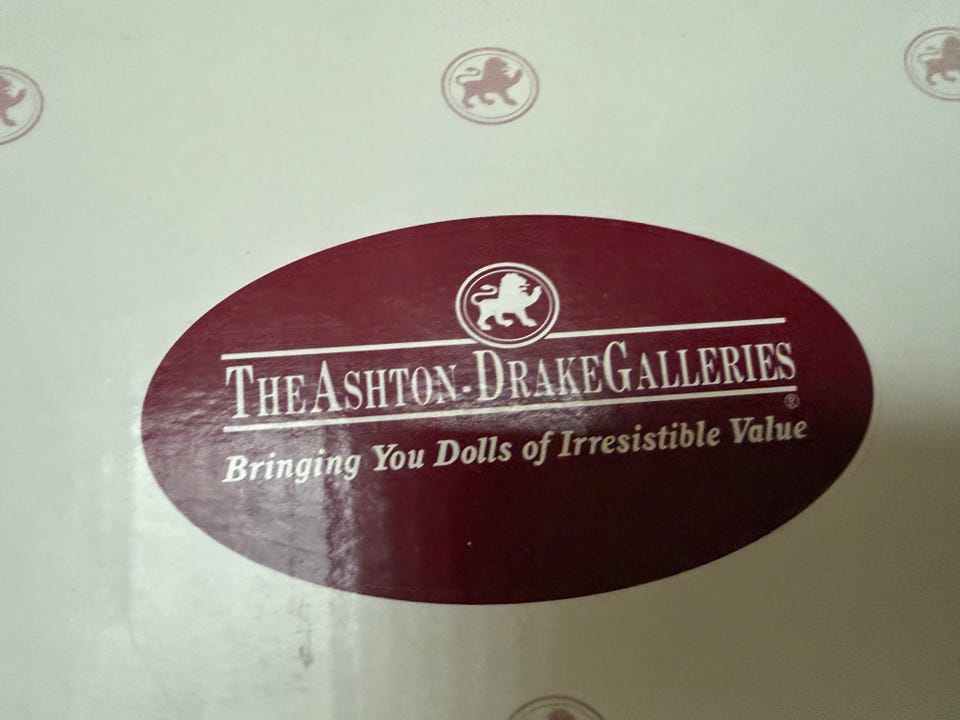 THE ASHTON-DRAKE GALLERIES
®
Bringing You Dolls of Irresistible Value